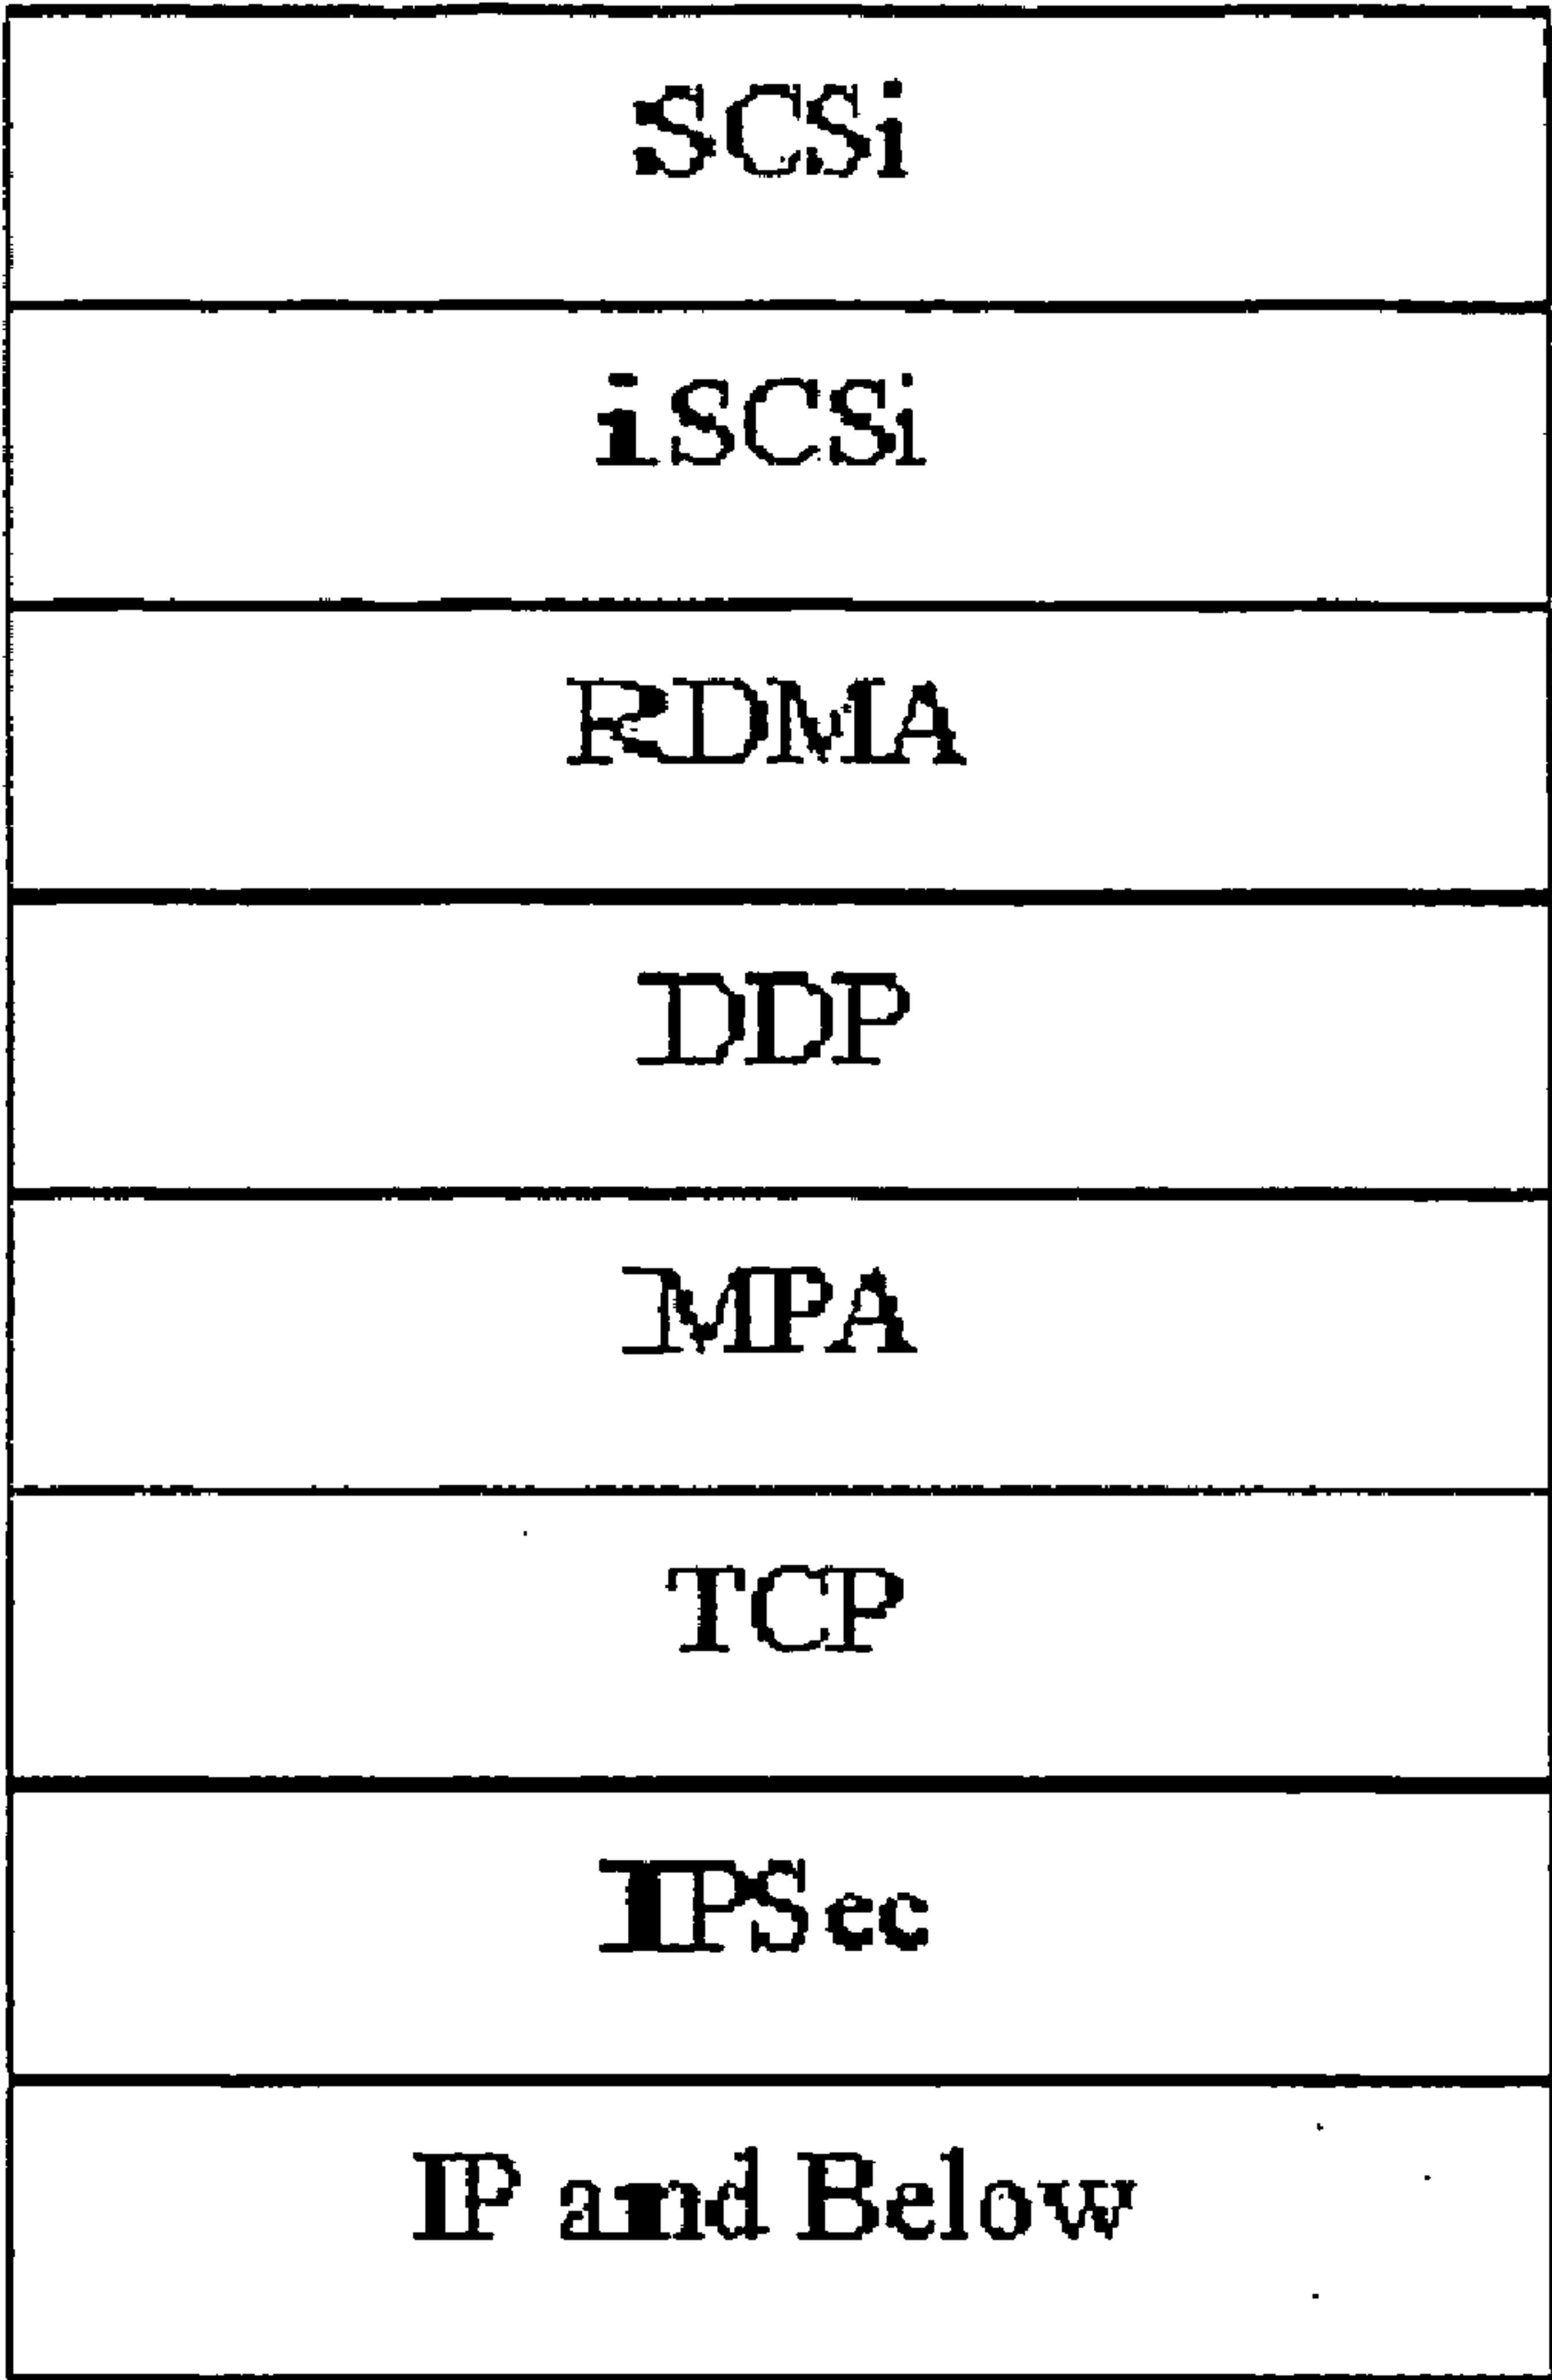 SCSi
iSCSi
RDMA
DDP
MPA
TCP
IPSec
IP and Below